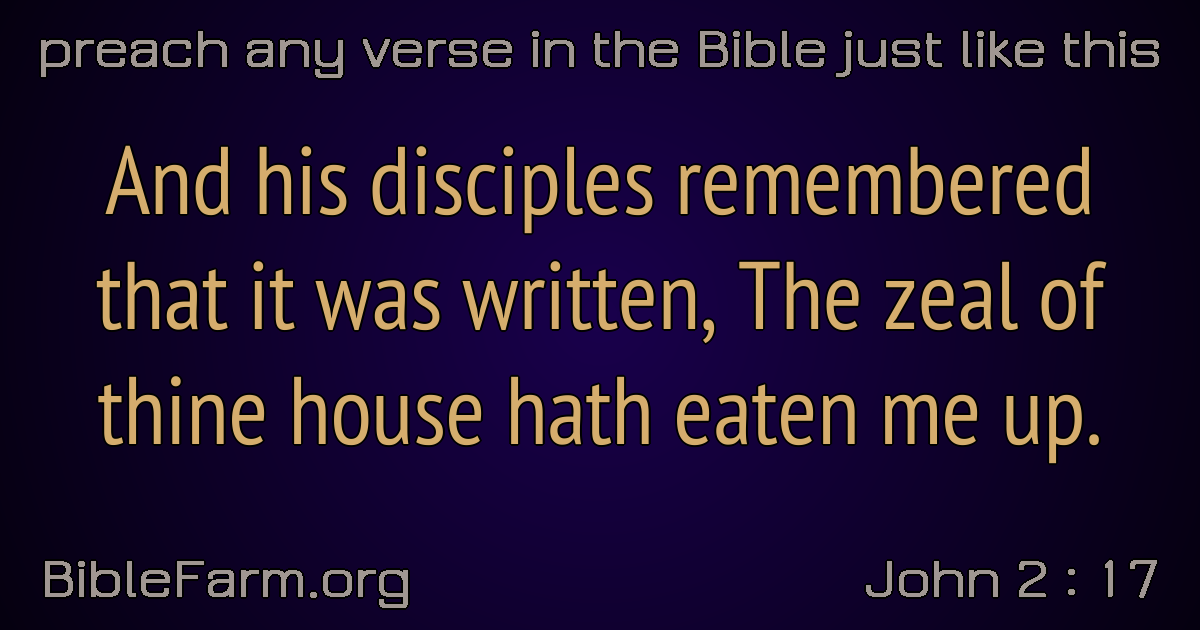 preach any verse in the Bible just like this
And his disciples remembered
that it was written, The zeal of
thine house hath eaten me up.
BibleFarm.org
John 2 : 17